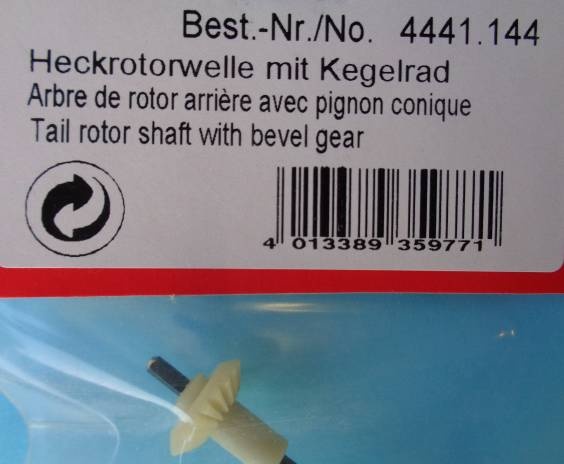 Best.-Nr./No. 4441.144
Heckrotorwelle mit Kegelrad
Arbre de rotor arrière avec pignon conique
Tail rotor shaft with bevel gear
4 013389 359771